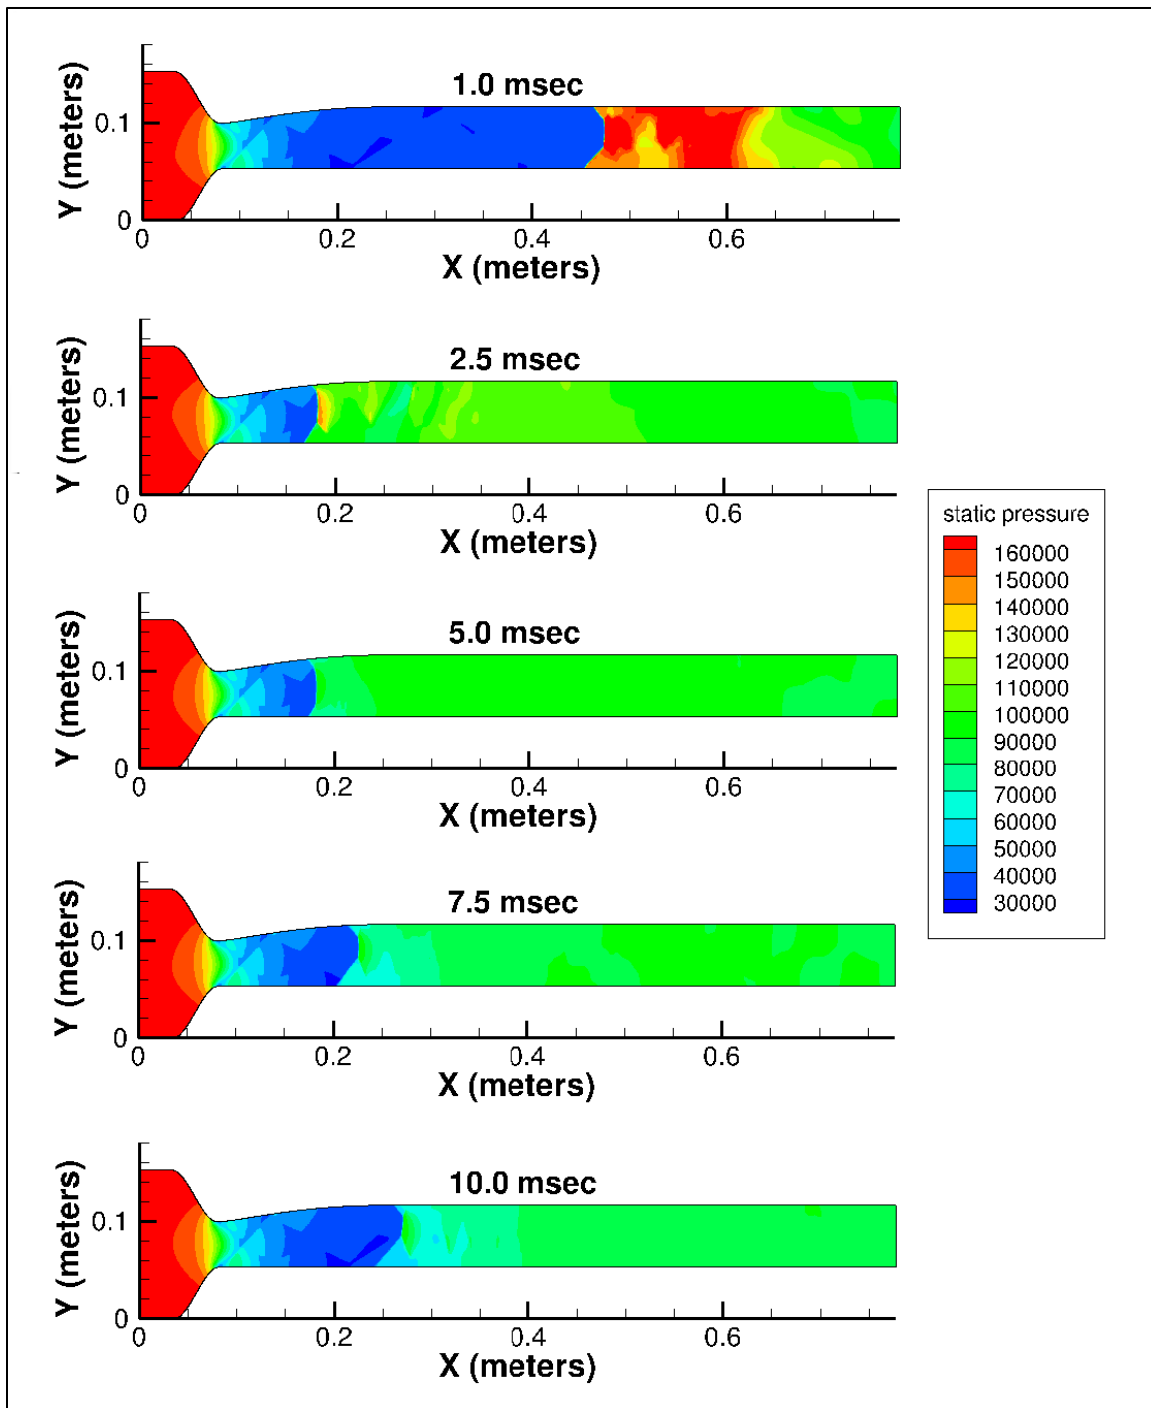 1.0 msec
Y (meters)
0.1
0
0
0.2
0.4
0.6
X (meters)
2.5 msec
Y (meters)
0.1
0
0
0.2
0.4
0.6
X (meters)
5.0 msec
Y (meters)
0.1
0
0
0.2
0.4
0.6
X (meters)
7.5 msec
Y (meters)
0.1
0
0
0.2
0.4
0.6
X (meters)
10.0 msec
Y (meters)
0.1
0
0
0.2
0.4
0.6
X (meters)
static pressure
160000
150000
140000
130000
120000
110000
100000
90000
80000
70000
60000
50000
40000
30000